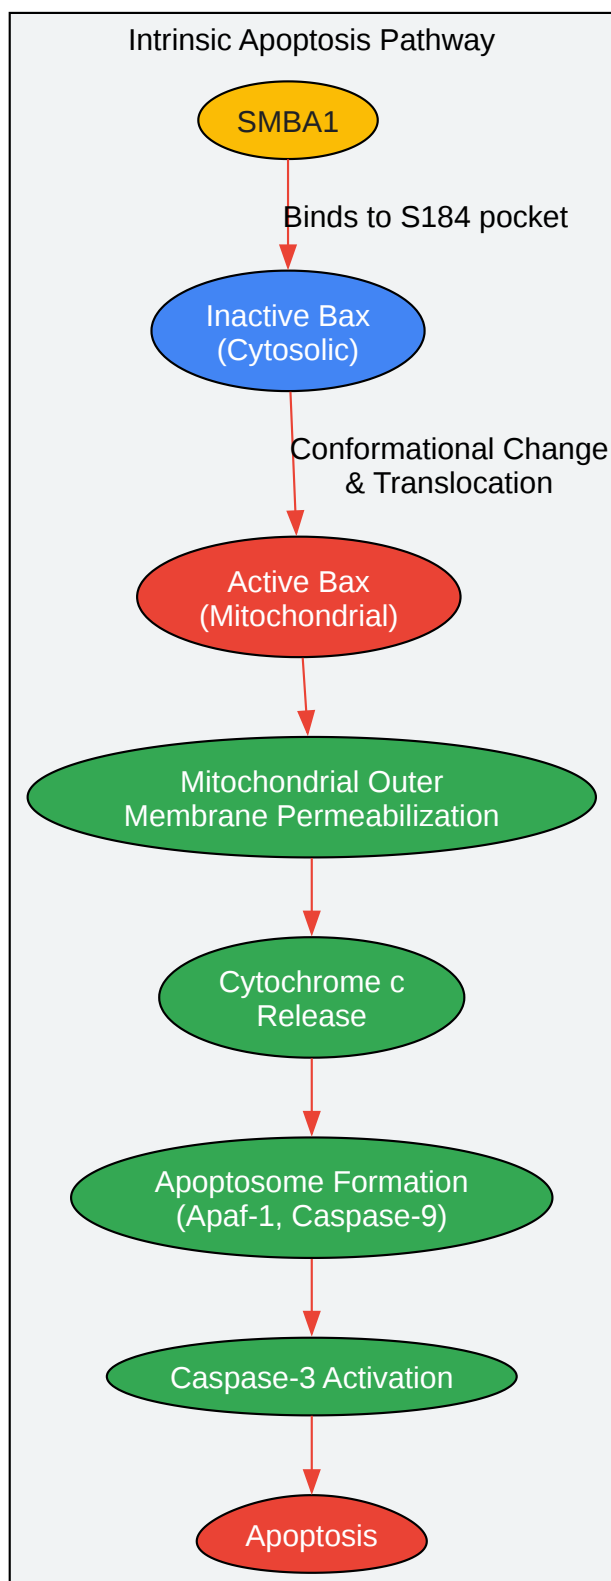 Intrinsic Apoptosis Pathway
SMBA1
Binds to S184 pocket
Inactive Bax
(Cytosolic)
Conformational Change
& Translocation
Active Bax
(Mitochondrial)
Mitochondrial Outer
Membrane Permeabilization
Cytochrome c
Release
Apoptosome Formation
(Apaf-1, Caspase-9)
Caspase-3 Activation
Apoptosis